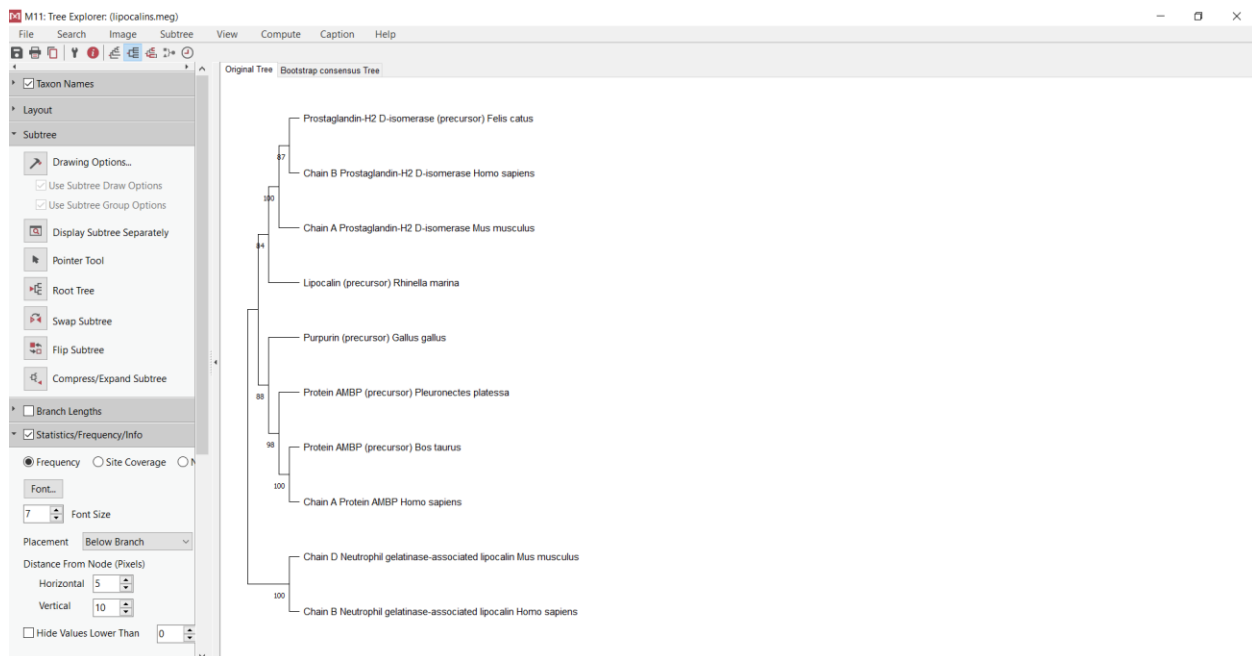 M11: Tree Explorer: (lipocalins.meg)
File Search Image Subtree View Compute Caption Help
Taxon Names
Layout
Subtree
Drawing Options...
Use Subtree Draw Options
Use Subtree Group Options
Display Subtree Separately
Pointer Tool
Root Tree
Swap Subtree
Flip Subtree
Compress/Expand Subtree
Branch Lengths
Statistics/Frequency/Info
Frequency Site Coverage N
Font...
7 Font Size
Placement Below Branch
Distance From Node (Pixels)
Horizontal 5
Vertical 10
Hide Values Lower Than 0
Original Tree Bootstrap consensus Tree
Prostaglandin-H2 D-isomerase (precursor) Felis catus
87
Chain B Prostaglandin-H2 D-isomerase Homo sapiens
100
Chain A Prostaglandin-H2 D-isomerase Mus musculus
84
Lipocalin (precursor) Rhinella marina
Purpurin (precursor) Gallus gallus
88
Protein AMBP (precursor) Pleuronectes platessa
98
Protein AMBP (precursor) Bos taurus
100
Chain A Protein AMBP Homo sapiens
Chain D Neutrophil gelatinase-associated lipocalin Mus musculus
100
Chain B Neutrophil gelatinase-associated lipocalin Homo sapiens